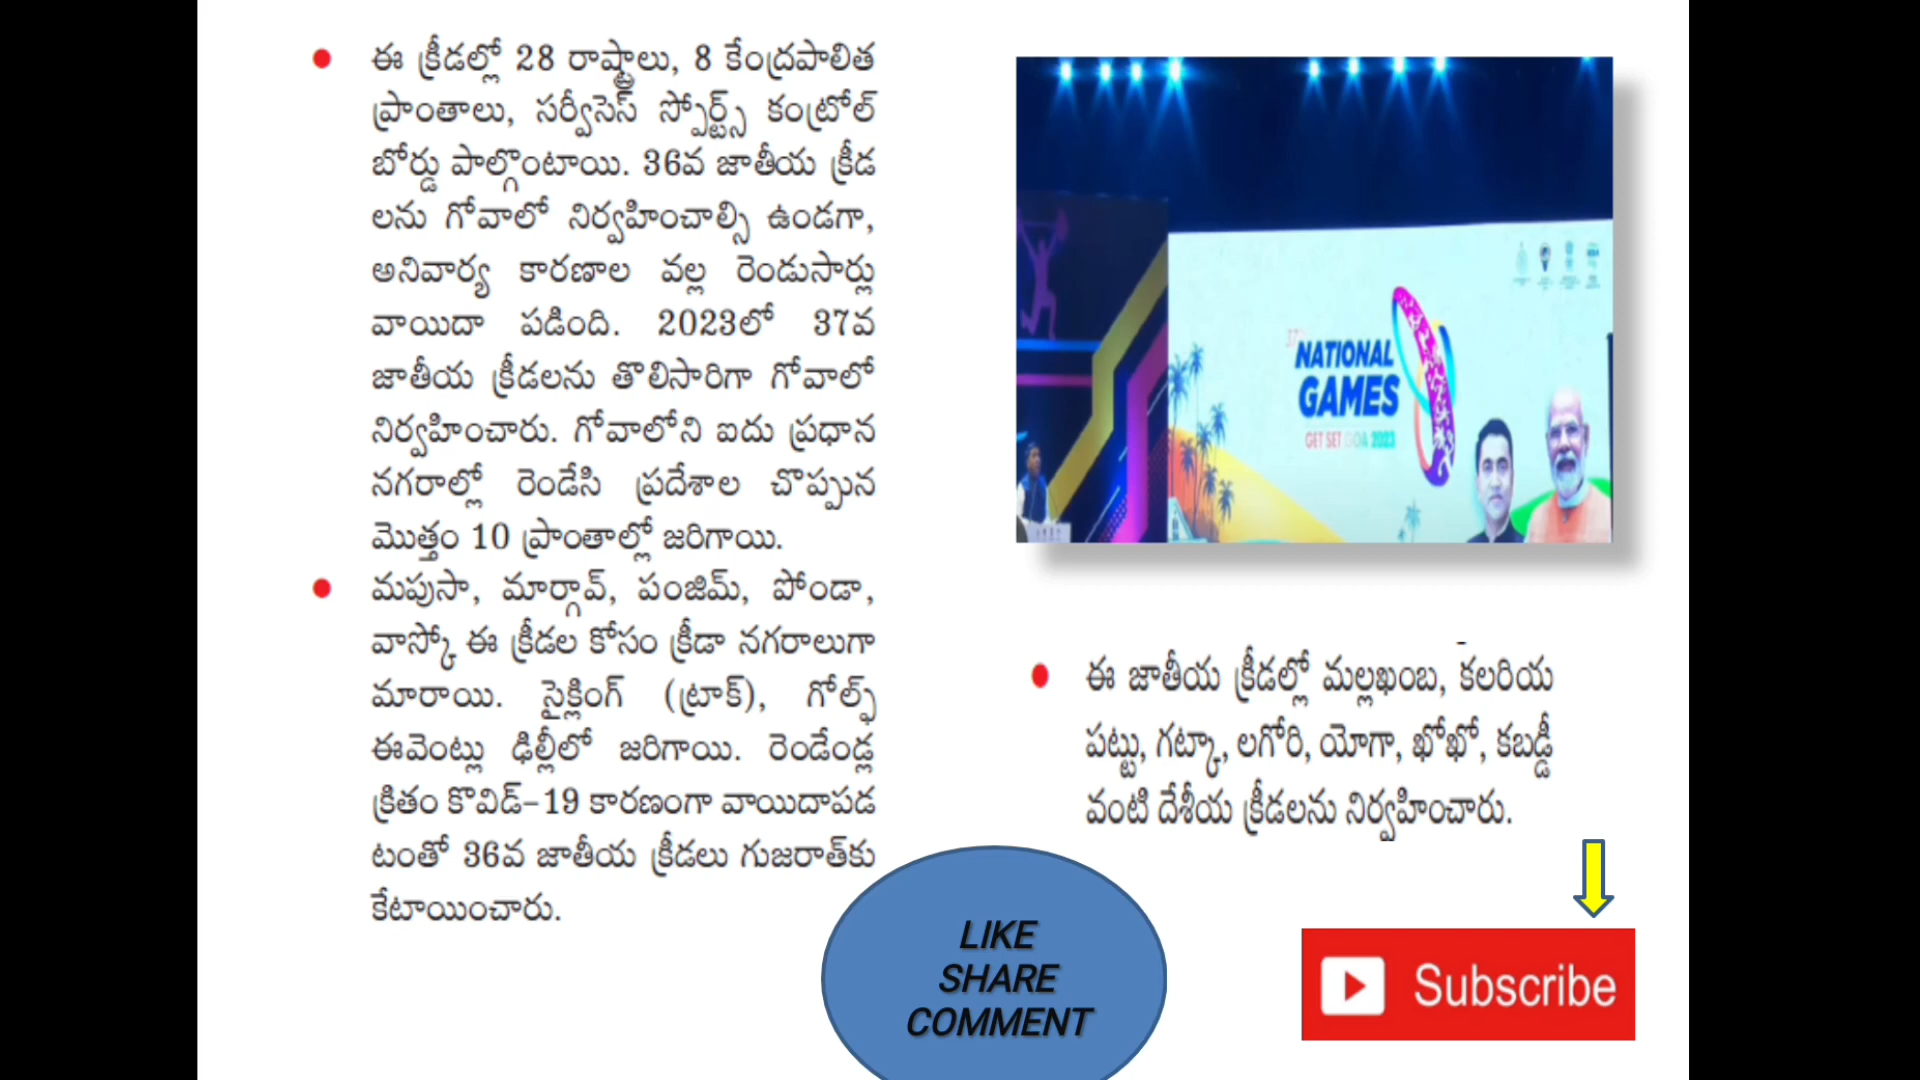 ఈ క్రీడల్లో 28 రాష్ట్రాలు, 8 కేంద్రపాలిత
ప్రాంతాలు, సర్వీసెస్ స్పోర్ట్స్ కంట్రోల్
బోర్డు పాల్గొంటాయి. 36వ జాతీయ క్రీడ
లను గోవాలో నిర్వహించాల్సి ఉండగా,
అనివార్య కారణాల వల్ల రెండుసార్లు
వాయిదా పడింది. 2023లో 37వ
జాతీయ క్రీడలను తొలిసారిగా గోవాలో
నిర్వహించారు. గోవాలోని ఐదు ప్రధాన
నగరాల్లో రెండేసి ప్రదేశాల చొప్పున
మొత్తం 10 ప్రాంతాల్లో జరిగాయి.
మపుసా, మార్గావ్, పంజిమ్, పోండా,
వాస్కో ఈ క్రీడల కోసం క్రీడా నగరాలుగా
మారాయి. సైక్లింగ్ (ట్రాక్), గోల్ఫ్
ఈవెంట్లు ఢిల్లీలో జరిగాయి. రెండేండ్ల
క్రితం కొవిడ్-19 కారణంగా వాయిదాపడ
టంతో 36వ జాతీయ క్రీడలు గుజరాత్‌కు
కేటాయించారు.
37th
NATIONAL
GAMES
GET SET GOA 2023
ఈ జాతీయ క్రీడల్లో మల్లఖంబ, కలరియ
పట్టు, గట్కా, లగోరి, యోగా, ఖోఖో, కబడ్డీ
వంటి దేశీయ క్రీడలను నిర్వహించారు.
LIKE
SHARE
COMMENT
Subscribe